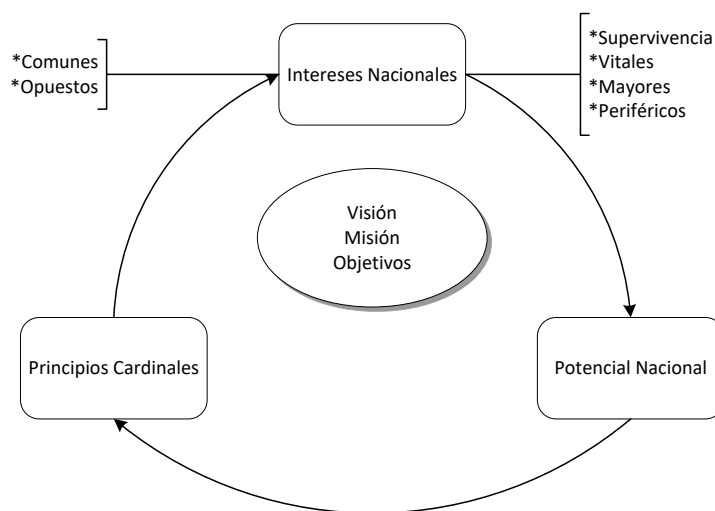 *Comunes
*Opuestos
Intereses Nacionales
*Supervivencia
*Vitales
*Mayores
*Periféricos
Visión
Misión
Objetivos
Principios Cardinales
Potencial Nacional